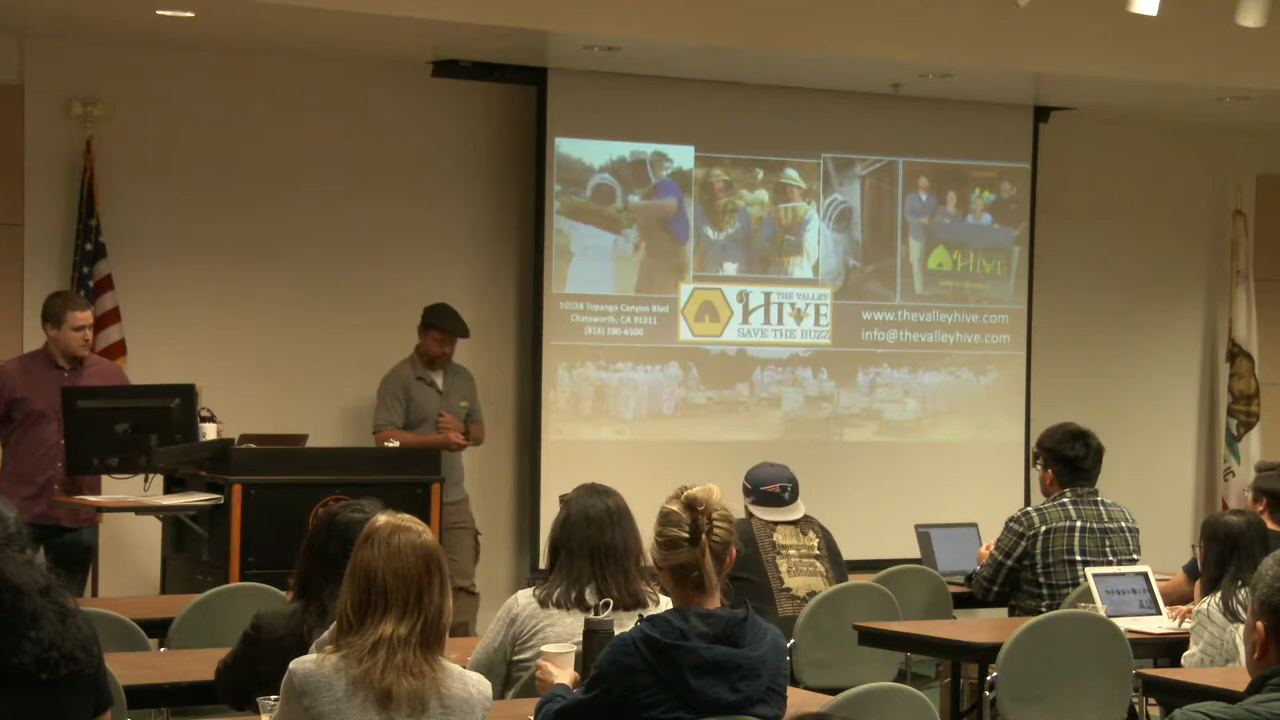 HIVE
10538 Topanga Canyon Blvd
Chatsworth, CA 91311
(818) 280-6500
THE VALLEY
HIVE
SAVE THE BUZZ
www.thevalleyhive.com
info@thevalleyhive.com